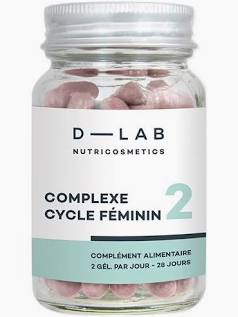 D—LAB
NUTRICOSMETICS
COMPLEXE
CYCLE FÉMININ 2
COMPLÉMENT ALIMENTAIRE
2 GÉL. PAR JOUR - 28 JOURS